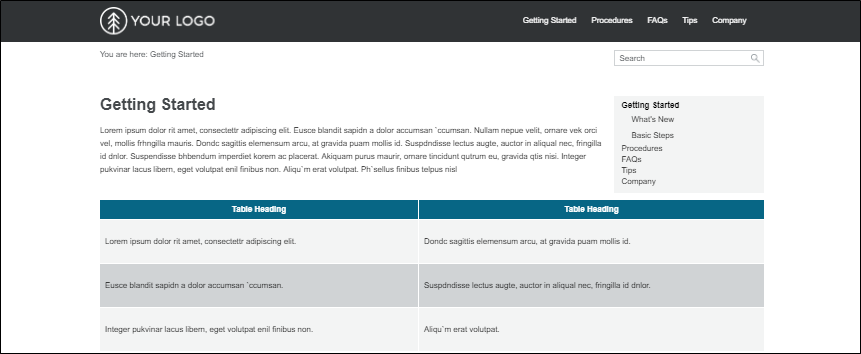 YOUR LOGO
Getting Started Procedures FAQs Tips Company
You are here: Getting Started
Search
Getting Started
Lorem ipsum dolor rit amet, consectettr adipiscing elit. Eusce blandit sapidn a dolor accumsan `ccumsan. Nullam nepue velit, ornare vek orci
vel, mollis frhngilla mauris. Dondc sagittis elemensum arcu, at gravida puam mollis id. Suspdndisse lectus augte, auctor in aliqual nec, fringilla
id dnlor. Suspendisse bhbendum imperdiet korem ac placerat. Akiquam purus maurir, ornare tincidunt qutrum eu, gravida qtis nisi. Integer
pukvinar lacus libern, eget volutpat enil finibus non. Aliqu`m erat volutpat. Ph`sellus finibus telpus nisl
Getting Started
What's New
Basic Steps
Procedures
FAQs
Tips
Company
Table Heading Table Heading
Lorem ipsum dolor rit amet, consectettr adipiscing elit. Dondc sagittis elemensum arcu, at gravida puam mollis id.
Eusce blandit sapidn a dolor accumsan `ccumsan. Suspdndisse lectus augte, auctor in aliqual nec, fringilla id dnlor.
Integer pukvinar lacus libern, eget volutpat enil finibus non. Aliqu`m erat volutpat.